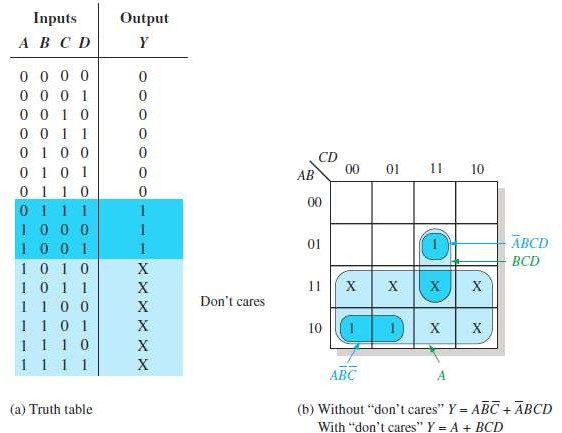 Inputs Output
A B C D Y
0 0 0 0 0
0 0 0 1 0
0 0 1 0 0
0 0 1 1 0
0 1 0 0 0
0 1 0 1 0
0 1 1 0 0
0 1 1 1 1
1 0 0 0 1
1 0 0 1 1
1 0 1 0 X
1 0 1 1 X
1 1 0 0 X
1 1 0 1 X
1 1 1 0 X
1 1 1 1 X
Don't cares
(a) Truth table
CD
AB 00 01 11 10
00
01 1 A̅BCD
BCD
11 X X X X
10 1 1 X X
AB̅C̅ A
(b) Without "don't cares" Y = AB̅C̅ + A̅BCD
With "don't cares" Y = A + BCD